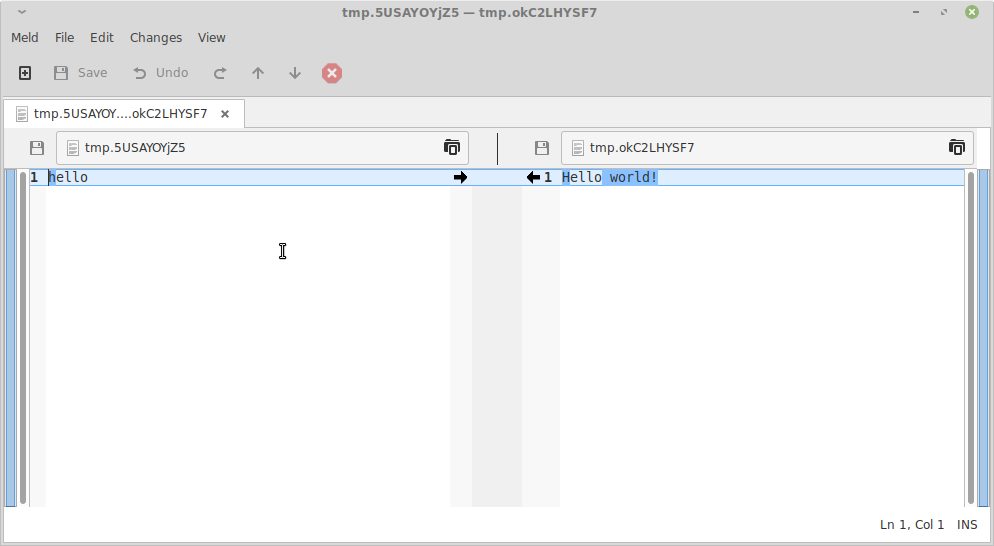 tmp.5USAYOYjZ5 — tmp.okC2LHYSF7
Meld File Edit Changes View
Save Undo
tmp.5USAYOY....okC2LHYSF7
tmp.5USAYOYjZ5 tmp.okC2LHYSF7
1 hello 1 Hello world!
Ln 1, Col 1 INS